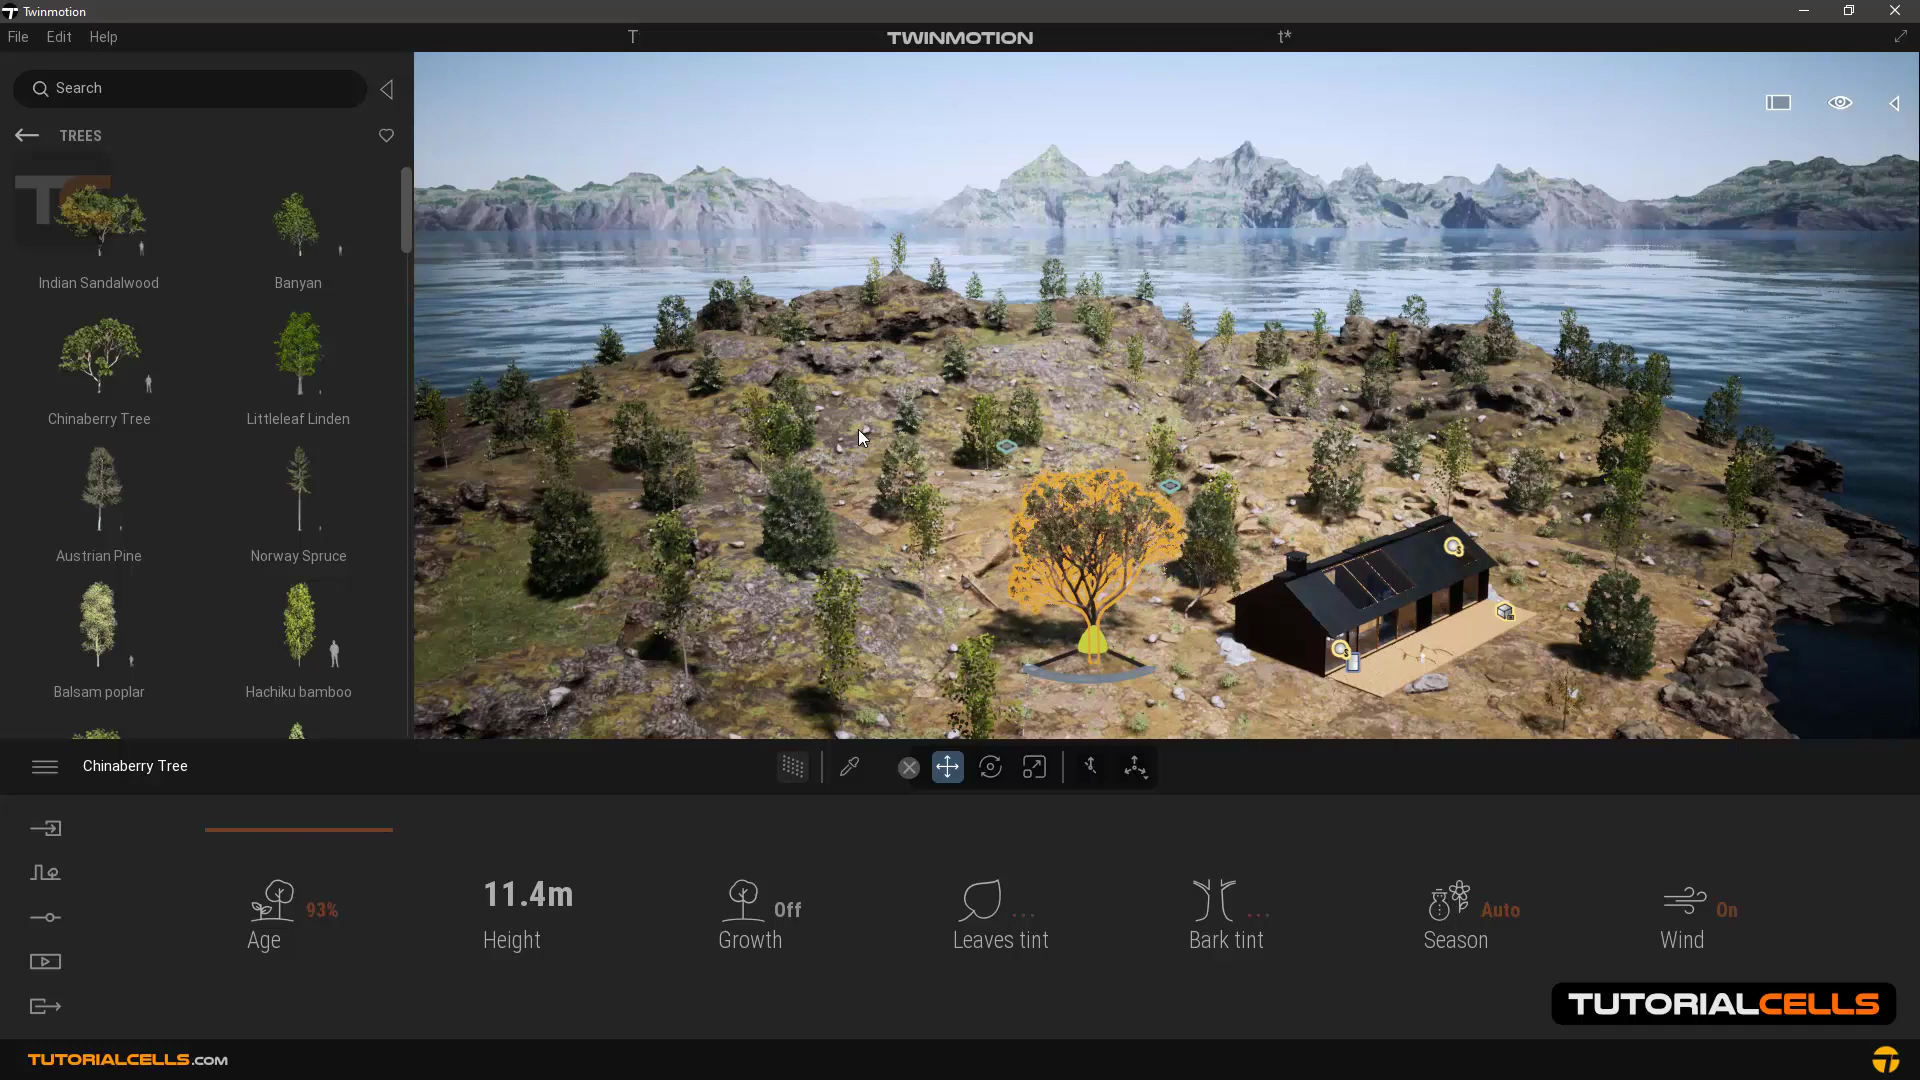 Twinmotion
File Edit Help
T TWINMOTION t*
Search
TREES
Indian Sandalwood Banyan
Chinaberry Tree Littleleaf Linden
Austrian Pine Norway Spruce
Balsam poplar Hachiku bamboo
Chinaberry Tree
93% 11.4m Off ... ... Auto On
Age Height Growth Leaves tint Bark tint Season Wind
TUTORIALCELLS
TUTORIALCELLS.COM